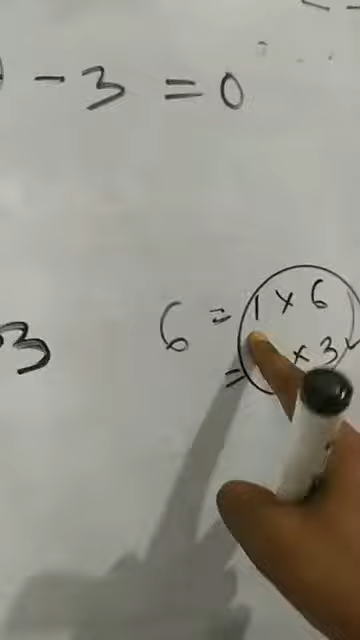 - 3 = 0
6 = 1 x 6
= x 3
3